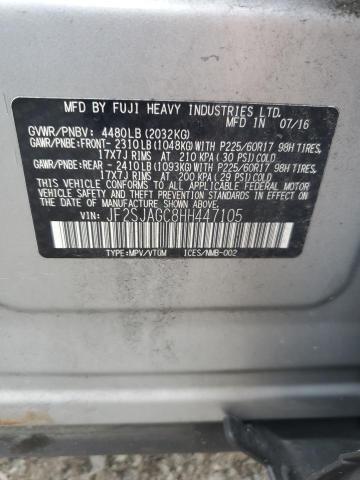 MFD BY FUJI HEAVY INDUSTRIES LTD.
GVWR/PNBV: 4480LB(2032KG) MFD IN 07/16
GAWR/PNBE:FRONT- 2310LB(1048KG)WITH P225/60R17 98H TIRES,
17X7J RIMS AT 210 KPA(30 PSI)COLD
GAWR/PNBE:REAR - 2410LB(1093KG)WITH P225/60R17 98H TIRES,
17X7J RIMS AT 200 KPA(29 PSI)COLD
THIS VEHICLE CONFORMS TO ALL APPLICABLE FEDERAL MOTOR
VEHICLE SAFETY AND BUMPER STANDARDS IN EFFECT ON THE
DATE OF MANUFACTURE SHOWN ABOVE.
VIN:JF2SJAGC8HH447105
TYPE:MPV/VTUM ICES/NMB-002